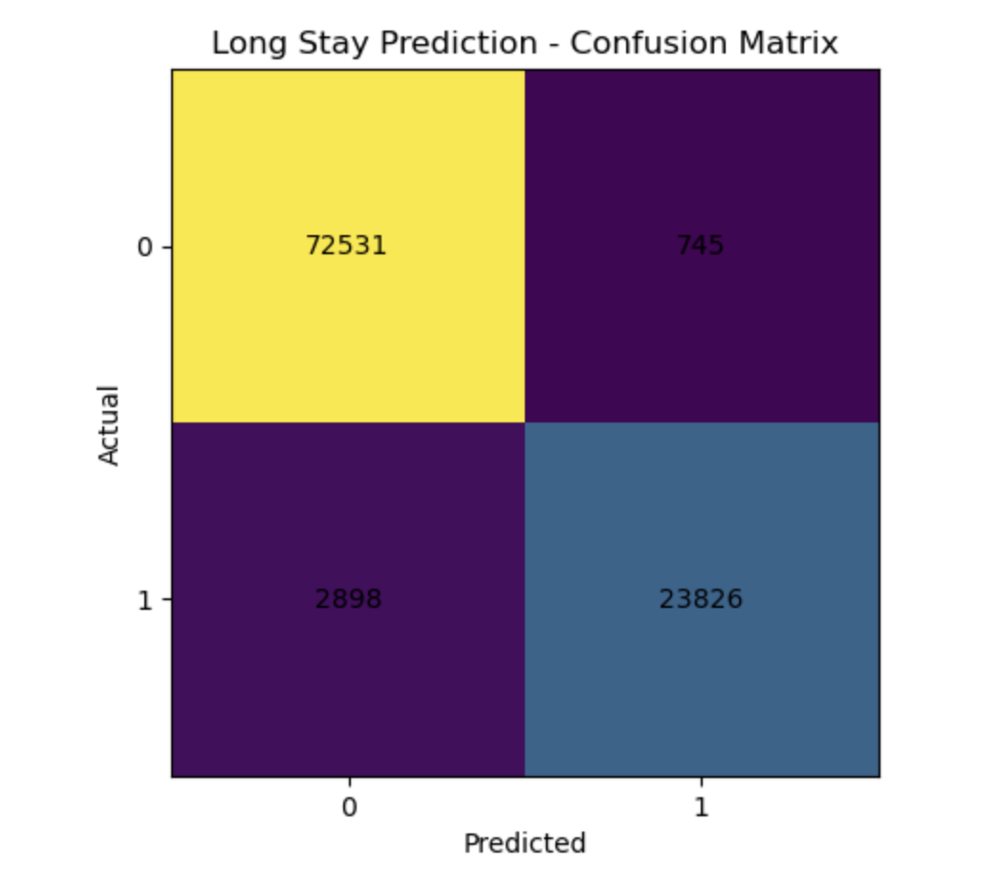 Long Stay Prediction - Confusion Matrix
0
72531
745
Actual
1
2898
23826
0
1
Predicted